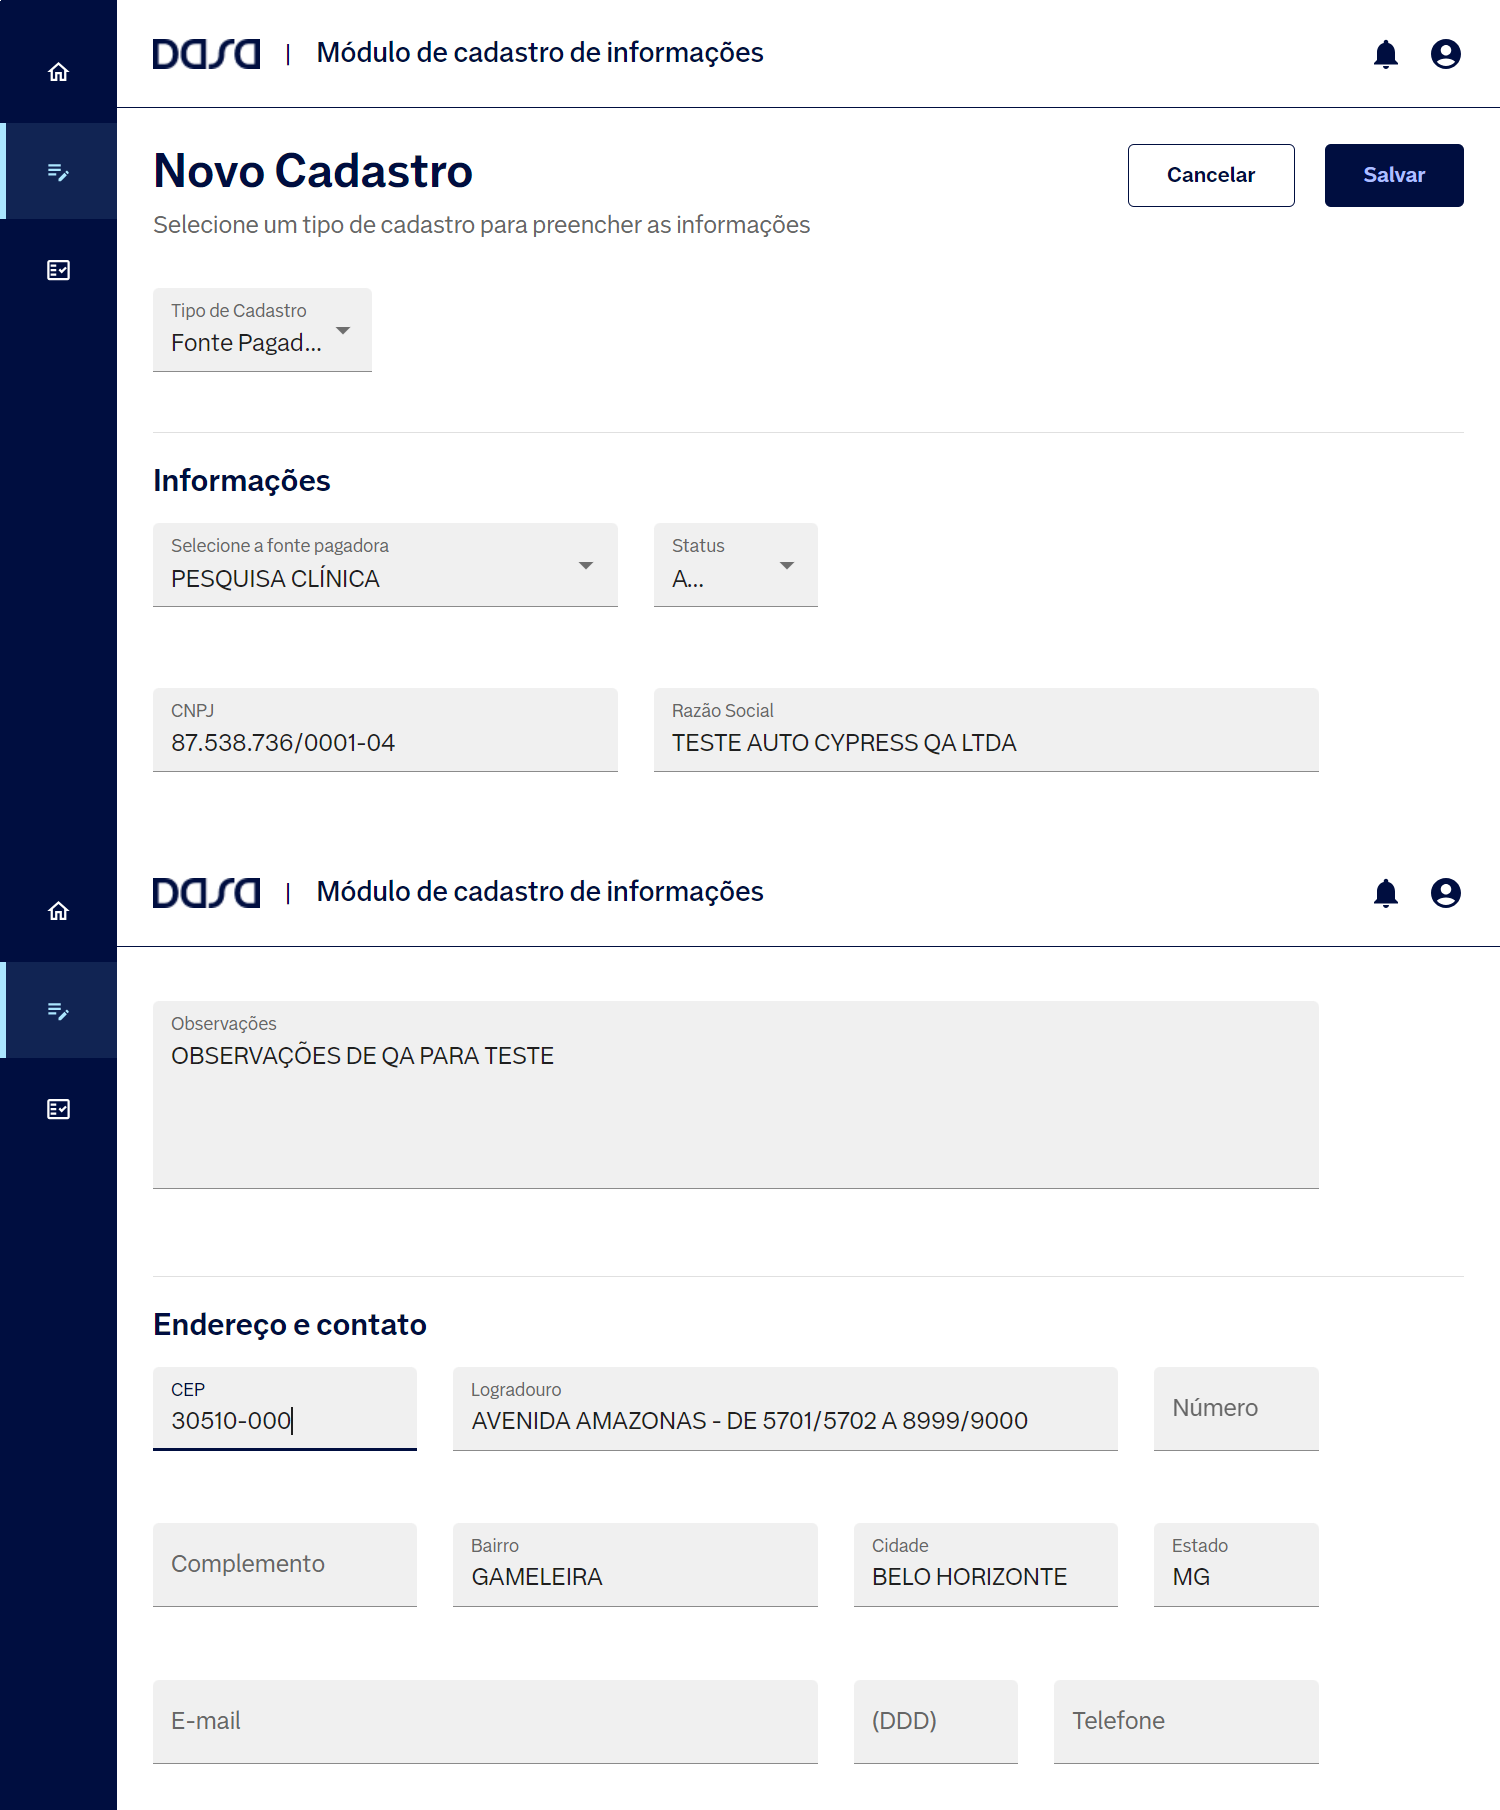 Dasa | Módulo de cadastro de informações
Novo Cadastro
Cancelar
Salvar
Selecione um tipo de cadastro para preencher as informações
Tipo de Cadastro
Fonte Pagad...
Informações
Selecione a fonte pagadora
PESQUISA CLÍNICA
Status
A...
CNPJ
87.538.736/0001-04
Razão Social
TESTE AUTO CYPRESS QA LTDA
Dasa | Módulo de cadastro de informações
Observações
OBSERVAÇÕES DE QA PARA TESTE
Endereço e contato
CEP
30510-000
Logradouro
AVENIDA AMAZONAS - DE 5701/5702 A 8999/9000
Número
Complemento
Bairro
GAMELEIRA
Cidade
BELO HORIZONTE
Estado
MG
E-mail
(DDD)
Telefone